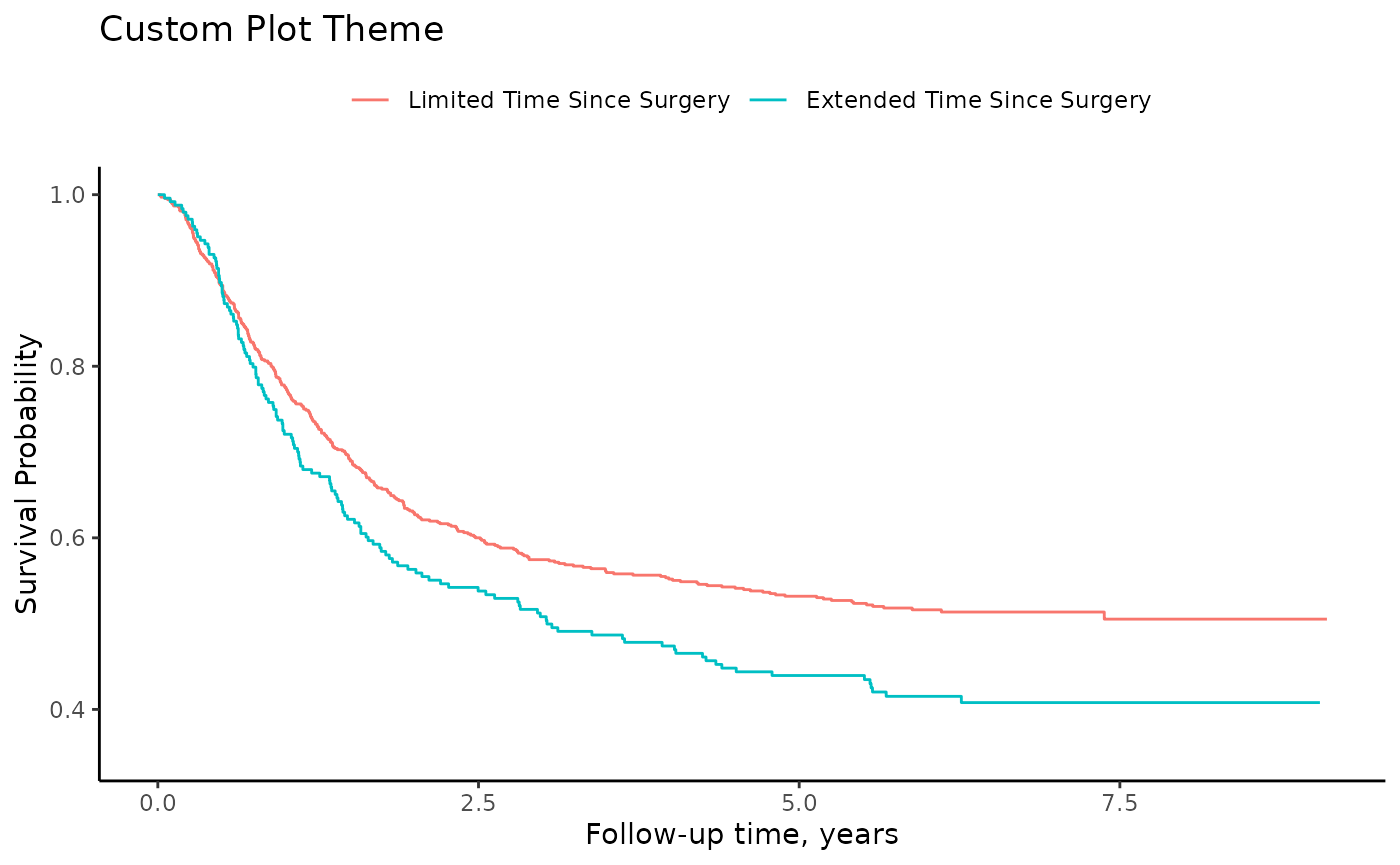 Custom Plot Theme
Limited Time Since Surgery Extended Time Since Surgery
Survival Probability
1.0
0.8
0.6
0.4
0.0 2.5 5.0 7.5
Follow-up time, years